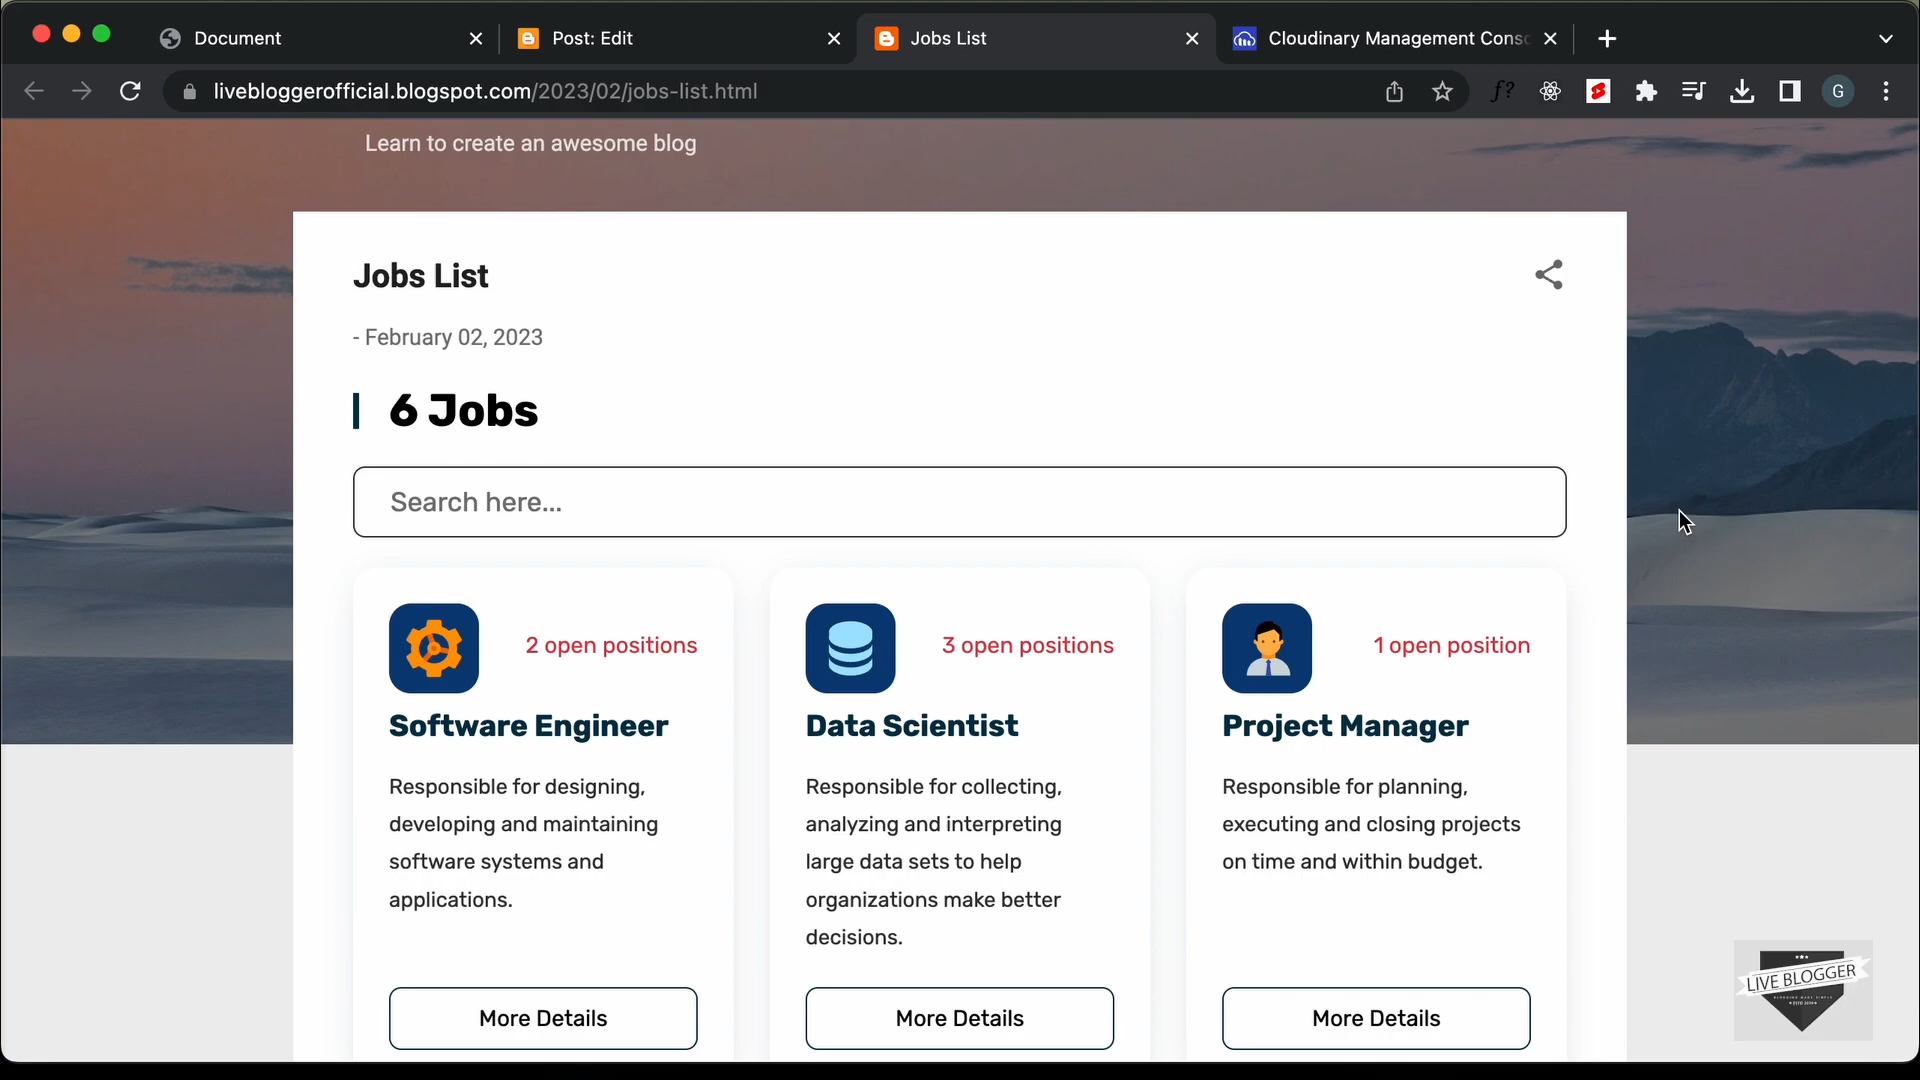 Document
Post: Edit
Jobs List
Cloudinary Management Conso
livebloggerofficial.blogspot.com/2023/02/jobs-list.html
f?
G
Learn to create an awesome blog
Jobs List
- February 02, 2023
6 Jobs
Search here...
2 open positions
3 open positions
1 open position
Software Engineer
Data Scientist
Project Manager
Responsible for designing,
developing and maintaining
software systems and
applications.
Responsible for collecting,
analyzing and interpreting
large data sets to help
organizations make better
decisions.
Responsible for planning,
executing and closing projects
on time and within budget.
More Details
More Details
More Details
LIVE BLOGGER